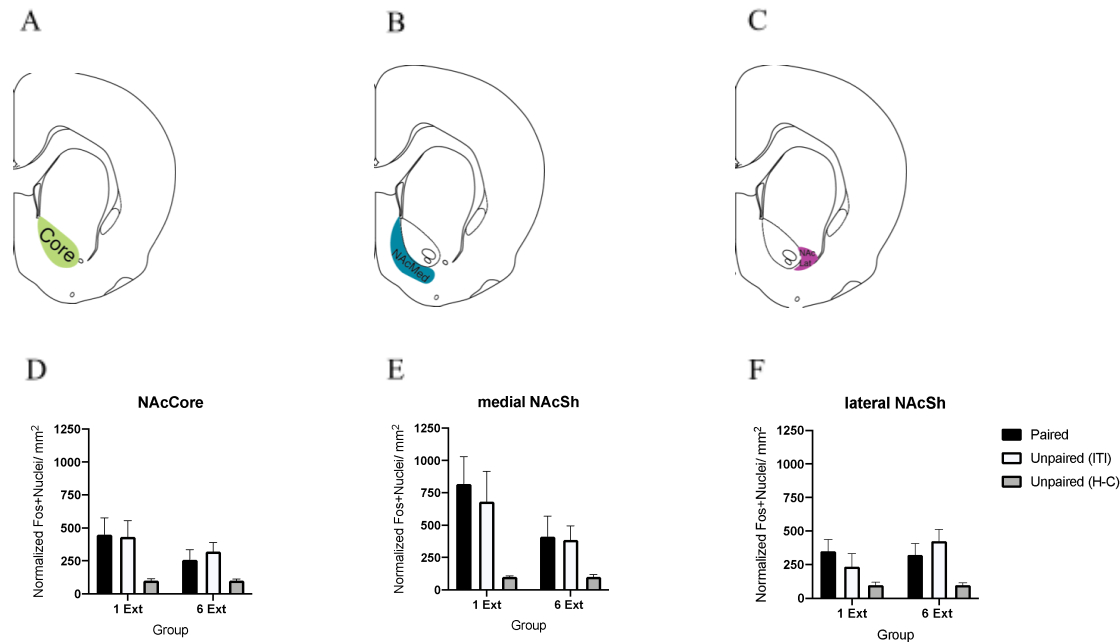 A
B
C
Core
NAcMed
NAc
Lat
D
E
F
NAcCore
Normalized Fos+Nuclei/ mm2
1250
1000
750
500
250
0
1 Ext
6 Ext
Group
medial NAcSh
Normalized Fos+Nuclei/ mm2
1250
1000
750
500
250
0
1 Ext
6 Ext
Group
lateral NAcSh
Normalized Fos+Nuclei/ mm2
1250
1000
750
500
250
0
1 Ext
6 Ext
Group
Paired
Unpaired (ITI)
Unpaired (H-C)